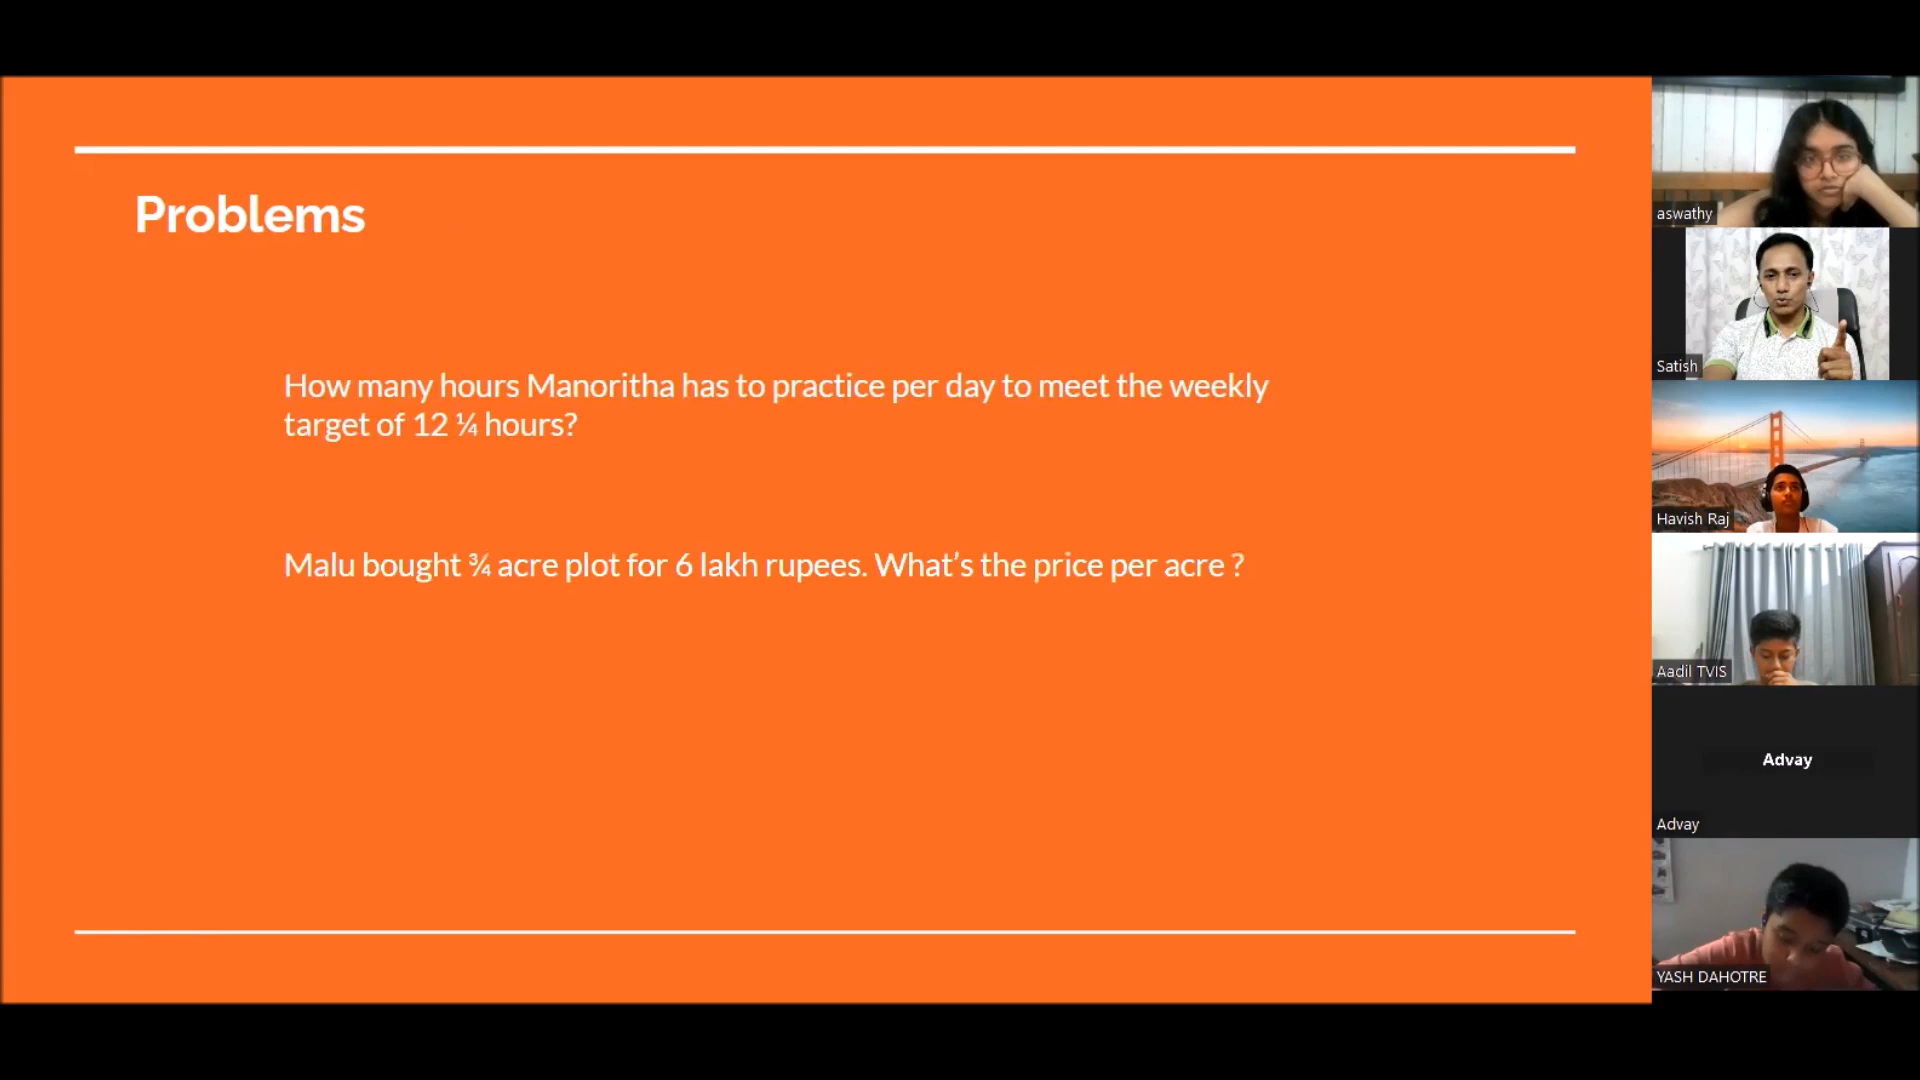 Problems
How many hours Manoritha has to practice per day to meet the weekly
target of 12 ¼ hours?
Malu bought ¾ acre plot for 6 lakh rupees. What’s the price per acre ?
aswathy
Satish
Havish Raj
Aadil TVIS
Advay
Advay
YASH DAHOTRE